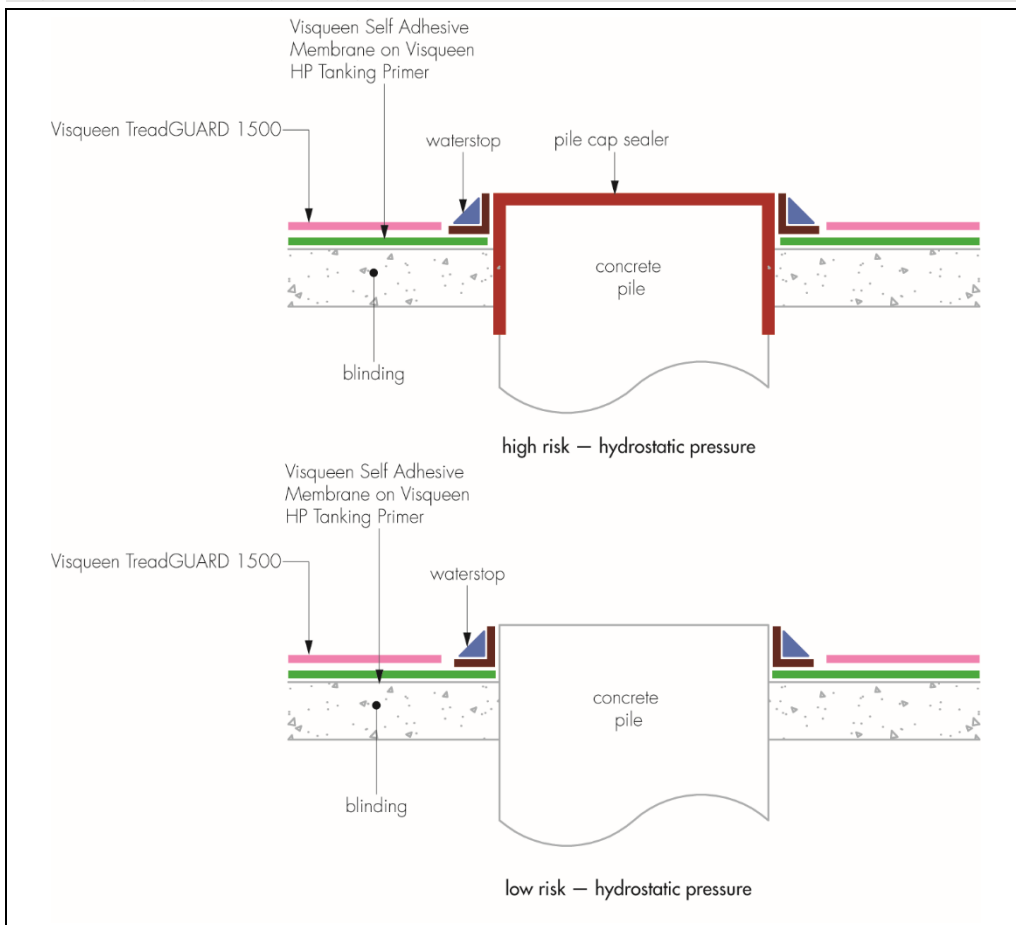 Visqueen Self Adhesive
Membrane on Visqueen
HP Tanking Primer
Visqueen TreadGUARD 1500
waterstop
pile cap sealer
concrete
pile
blinding
high risk — hydrostatic pressure
Visqueen Self Adhesive
Membrane on Visqueen
HP Tanking Primer
Visqueen TreadGUARD 1500
waterstop
concrete
pile
blinding
low risk — hydrostatic pressure